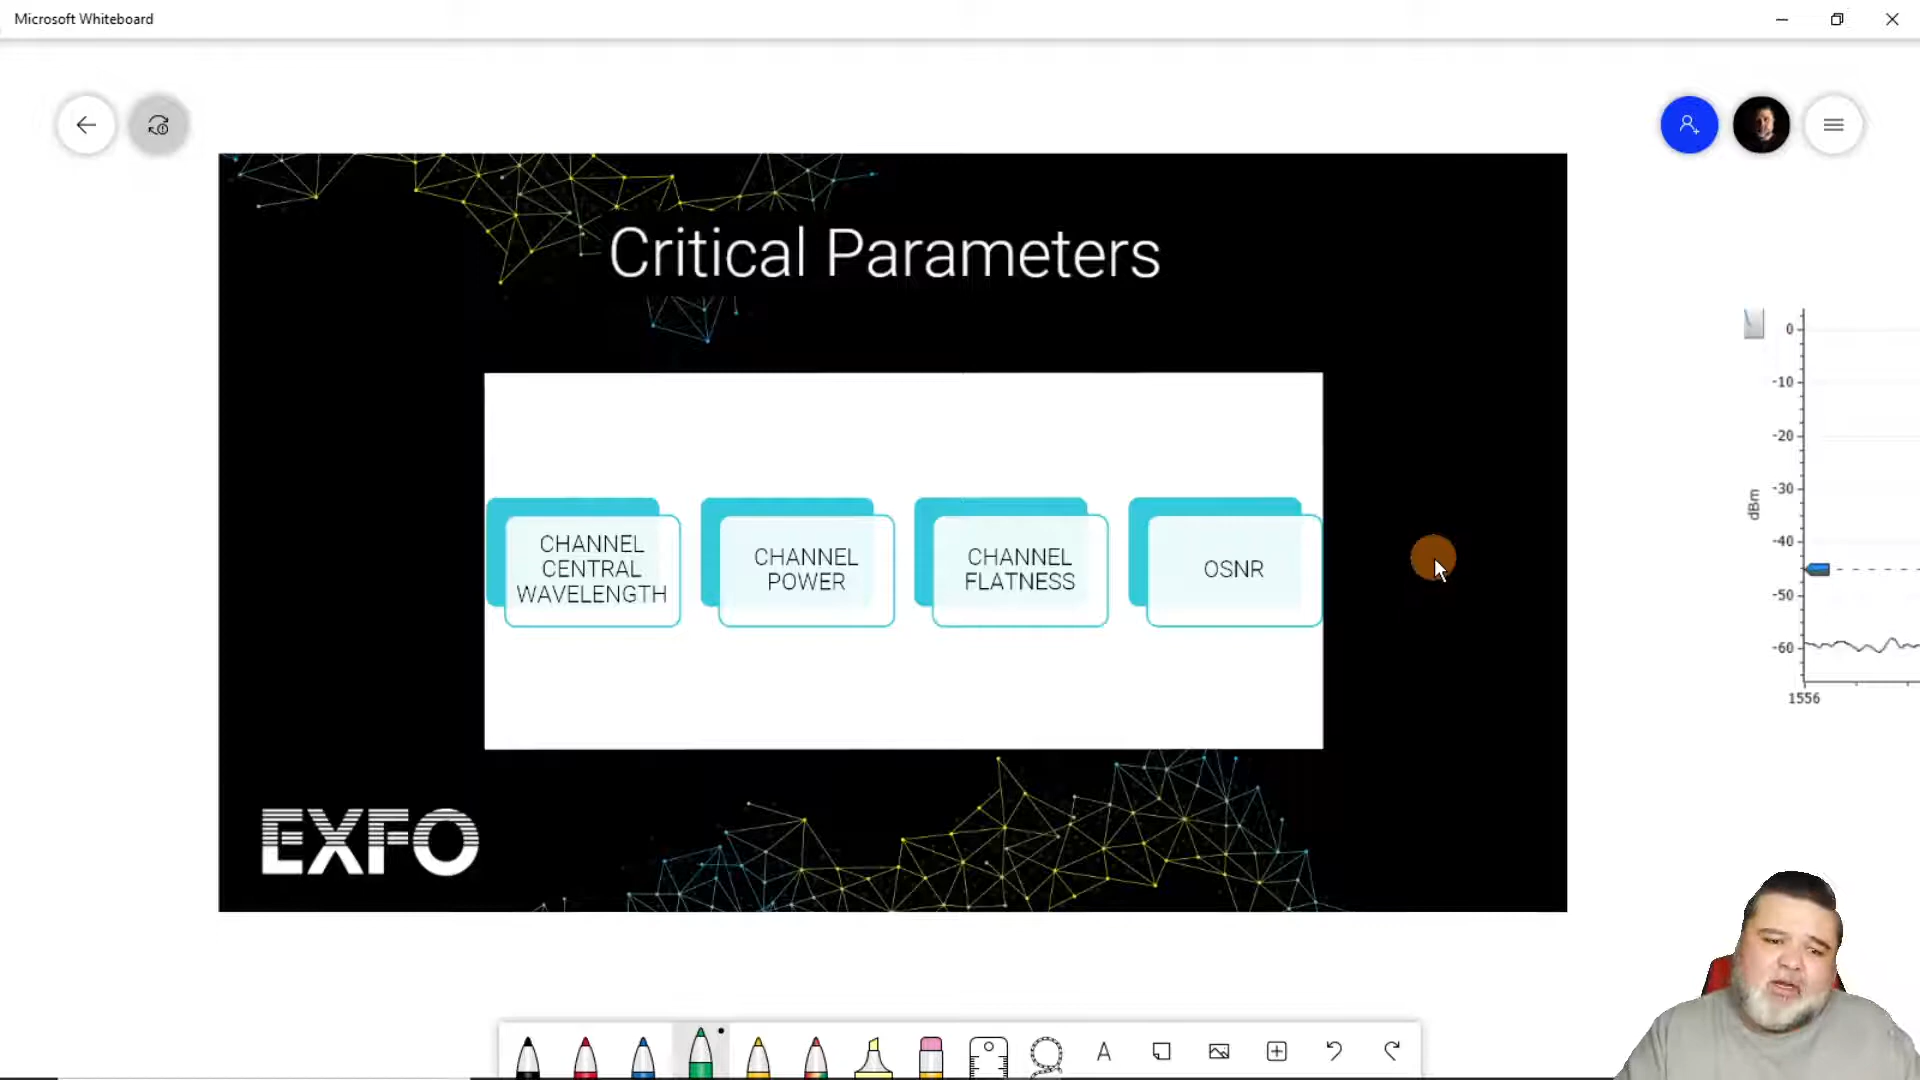 Microsoft Whiteboard
Critical Parameters
CHANNEL
CENTRAL
WAVELENGTH
CHANNEL
POWER
CHANNEL
FLATNESS
OSNR
EXFO
0
-10
-20
-30
-40
-50
-60
dBm
1556
A